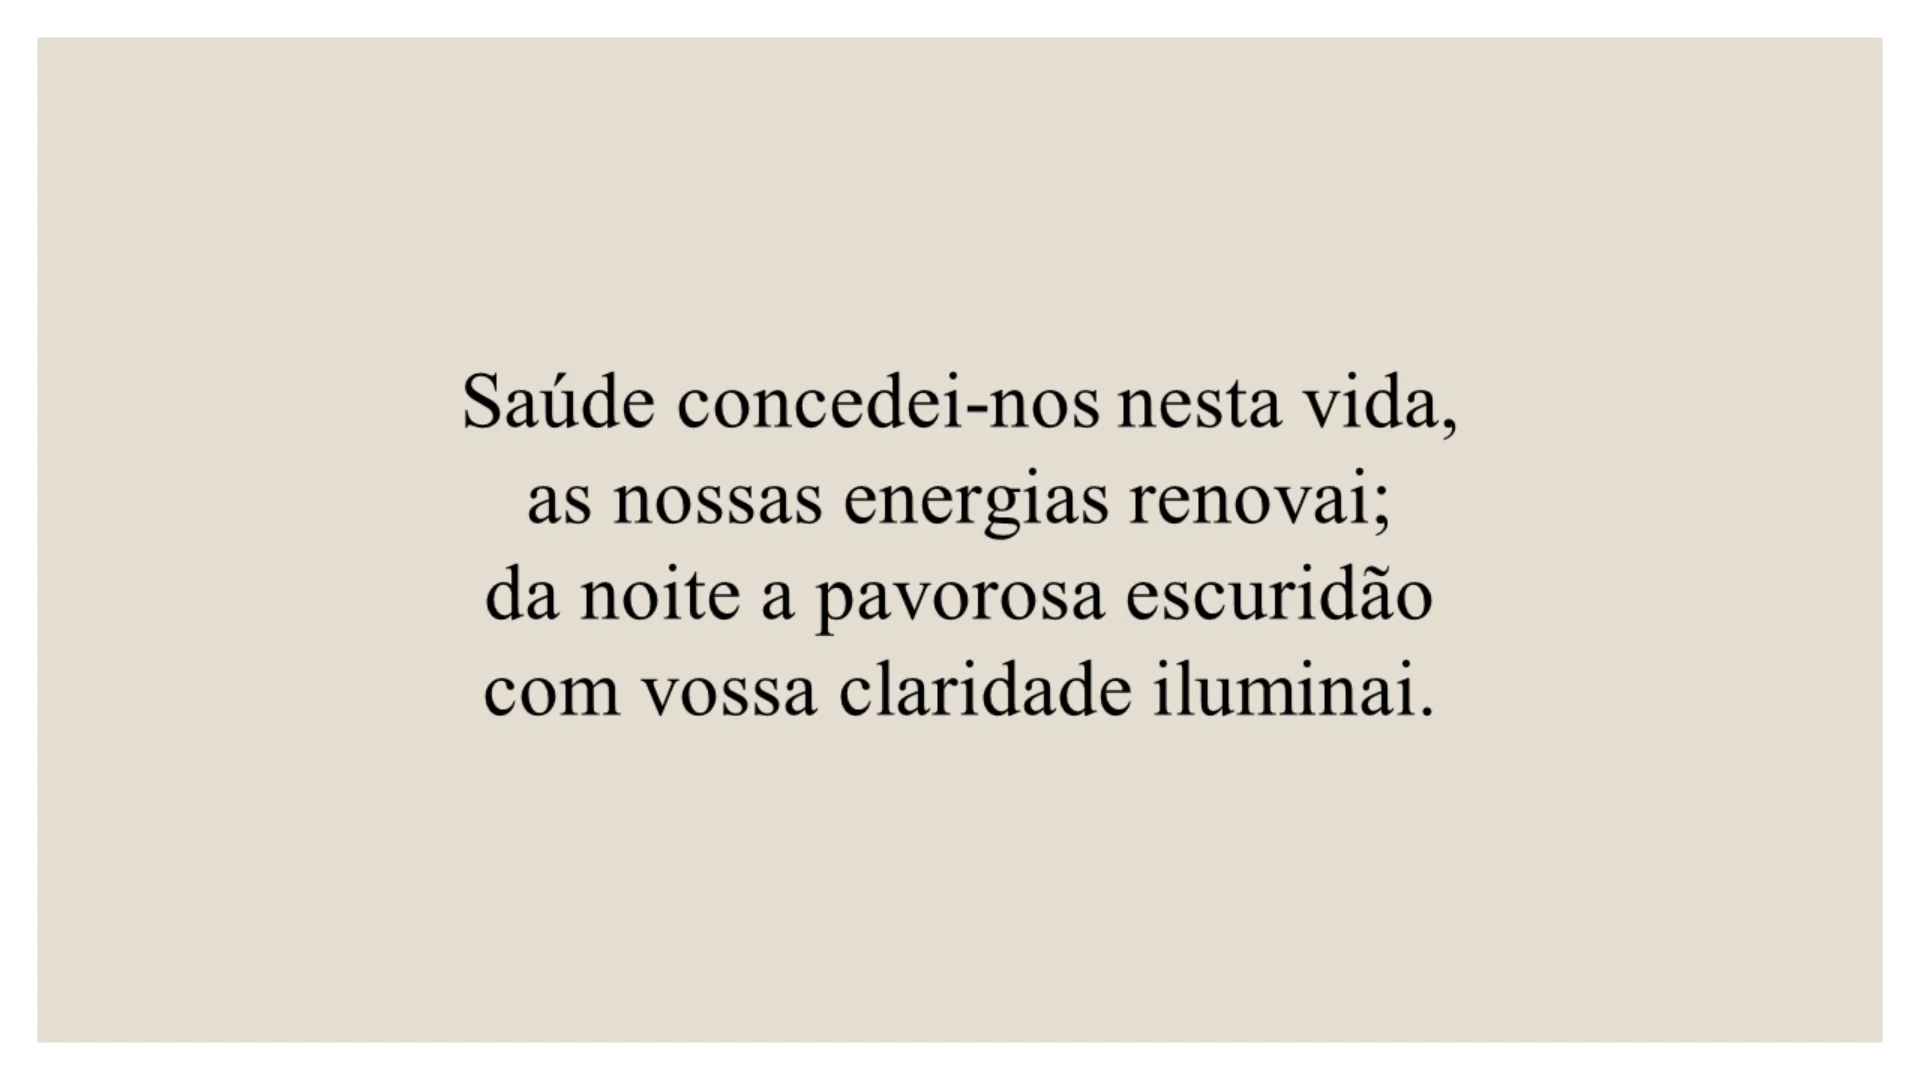 Saúde concedei-nos nesta vida,
as nossas energias renovai;
da noite a pavorosa escuridão
com vossa claridade iluminai.